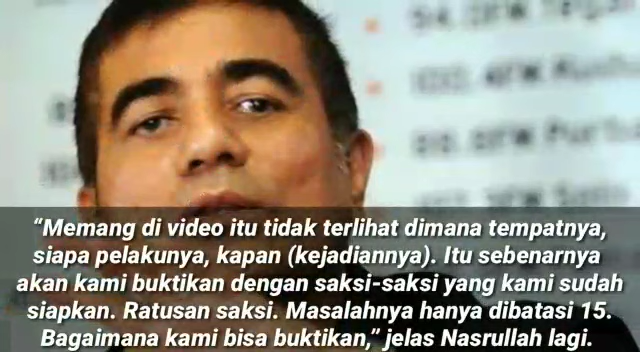 “Memang di video itu tidak terlihat dimana tempatnya,
siapa pelakunya, kapan (kejadiannya). Itu sebenarnya
akan kami buktikan dengan saksi-saksi yang kami sudah
siapkan. Ratusan saksi. Masalahnya hanya dibatasi 15.
Bagaimana kami bisa buktikan,” jelas Nasrullah lagi.